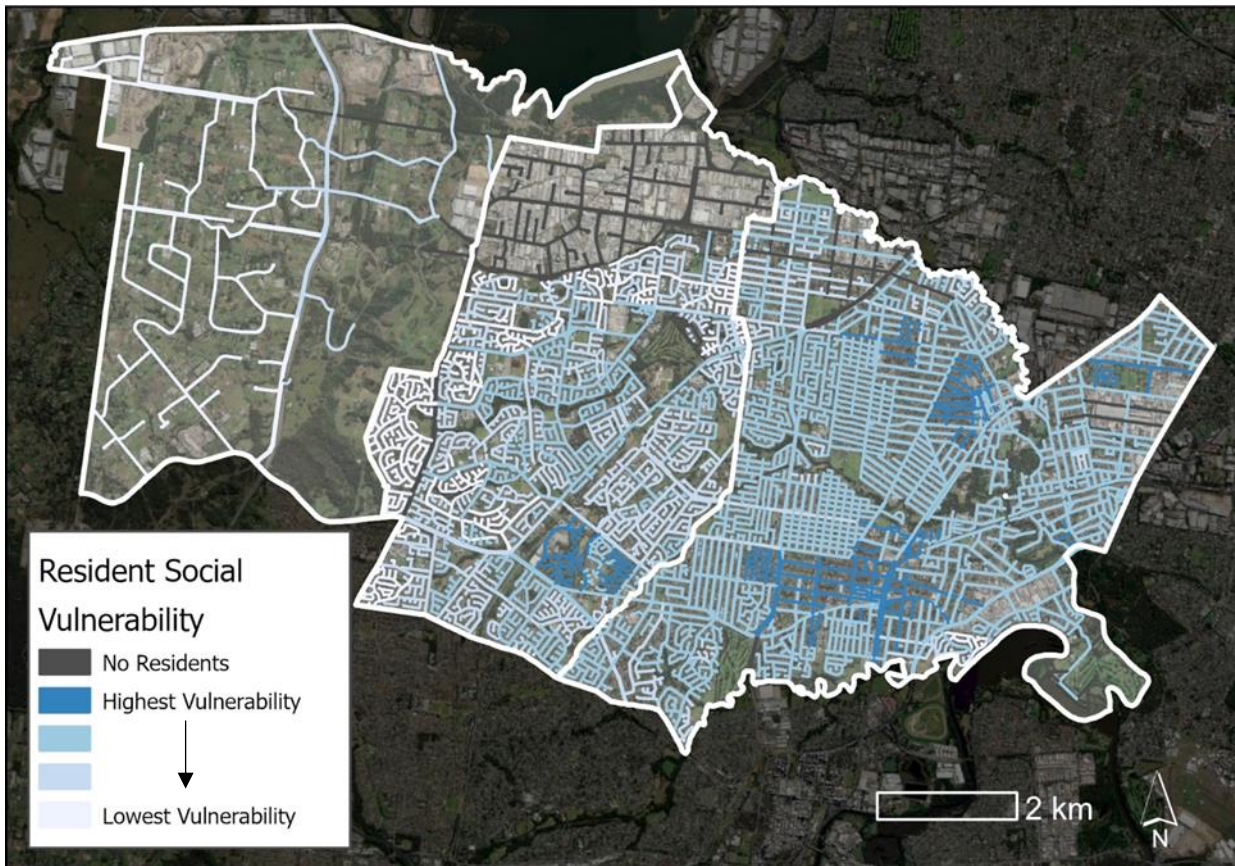 Resident Social
Vulnerability
No Residents
Highest Vulnerability
Lowest Vulnerability
2 km
N